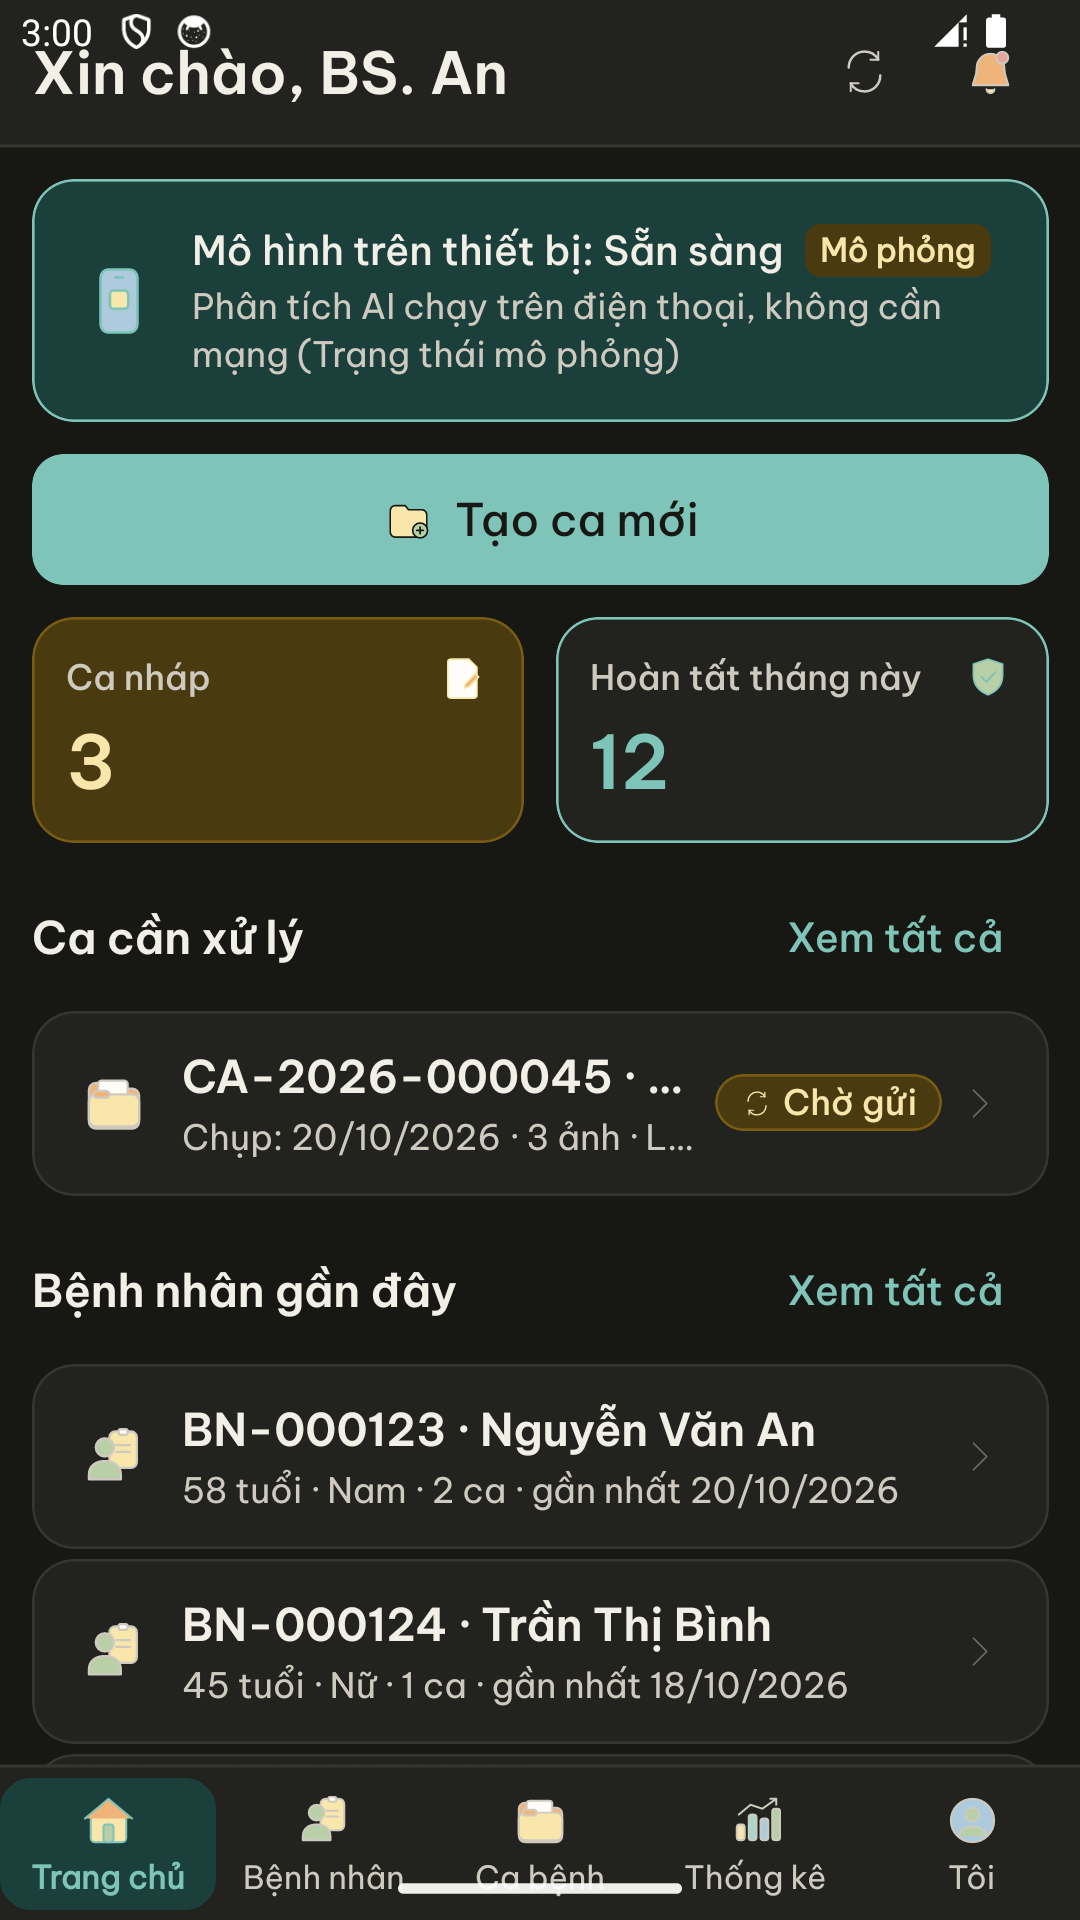 3:00
Xin chào, BS. An
Mô hình trên thiết bị: Sẵn sàng
Mô phỏng
Phân tích AI chạy trên điện thoại, không cần
mạng (Trạng thái mô phỏng)
Tạo ca mới
Ca nháp
3
Hoàn tất tháng này
12
Ca cần xử lý
Xem tất cả
CA-2026-000045 · ...
Chụp: 20/10/2026 · 3 ảnh · L...
Chờ gửi
Bệnh nhân gần đây
Xem tất cả
BN-000123 · Nguyễn Văn An
58 tuổi · Nam · 2 ca · gần nhất 20/10/2026
BN-000124 · Trần Thị Bình
45 tuổi · Nữ · 1 ca · gần nhất 18/10/2026
Trang chủ
Bệnh nhân
Ca bệnh
Thống kê
Tôi